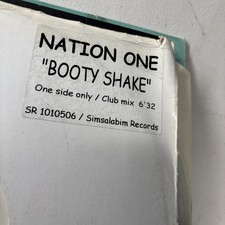 NATION ONE
"BOOTY SHAKE"
One side only / Club mix 6'32
SR 1010506 / Simsalabim Records